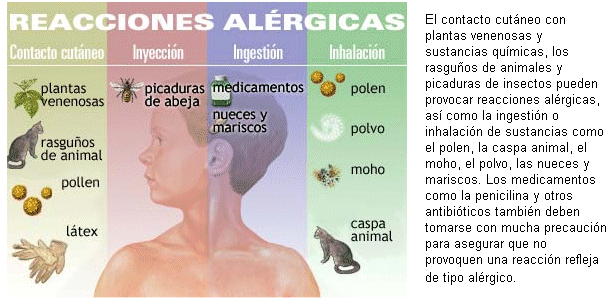 REACCIONES ALÉRGICAS
Contacto cutáneo
Inyección
Ingestión
Inhalación
plantas
venenosas
rasguños
de animal
pollen
látex
picaduras
de abeja
medicamentos
nueces y
mariscos
polen
polvo
moho
caspa
animal
El contacto cutáneo con
plantas venenosas y
sustancias químicas, los
rasguños de animales y
picaduras de insectos pueden
provocar reacciones alérgicas,
así como la ingestión o
inhalación de sustancias como
el polen, la caspa animal, el
moho, el polvo, las nueces y
mariscos. Los medicamentos
como la penicilina y otros
antibióticos también deben
tomarse con mucha precaución
para asegurar que no
provoquen una reacción refleja
de tipo alérgico.